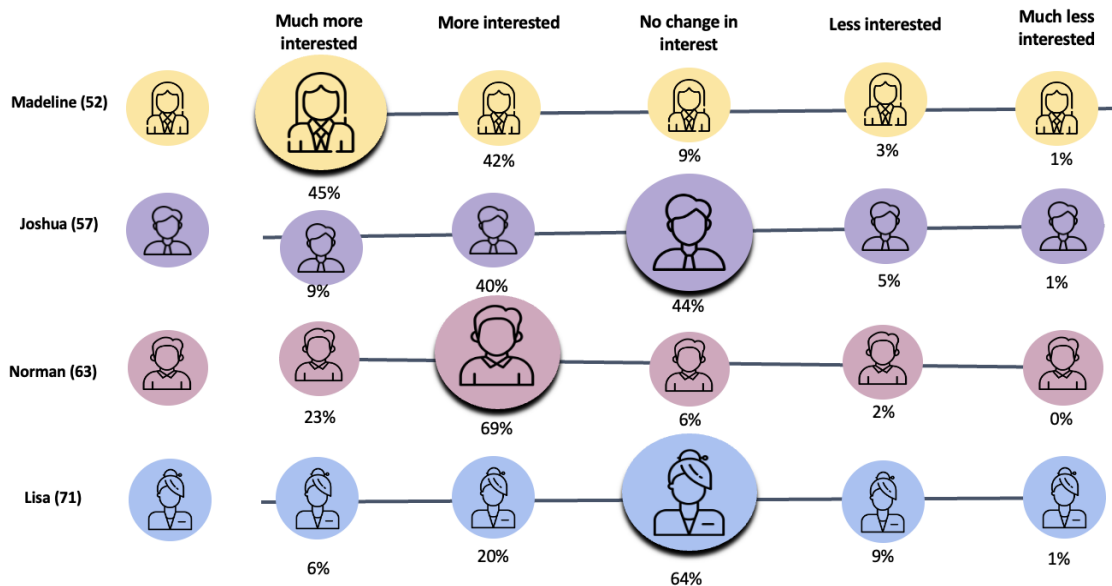 Much more
interested
More interested
No change in
interest
Less interested
Much less
interested
Madeline (52)
45%
42%
9%
3%
1%
Joshua (57)
9%
40%
44%
5%
1%
Norman (63)
23%
69%
6%
2%
0%
Lisa (71)
6%
20%
64%
9%
1%